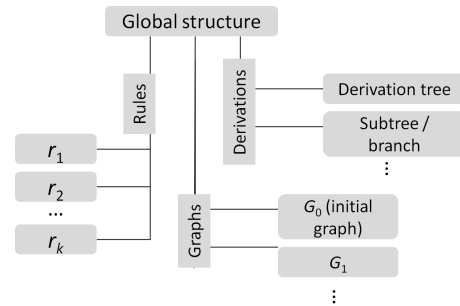 Global structure
Rules
r1
r2
...
rk
Graphs
G0 (initial
graph)
G1
⋮
Derivations
Derivation tree
Subtree /
branch
⋮